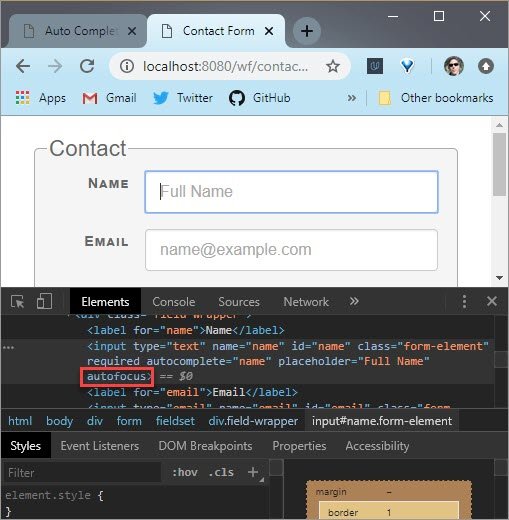 Auto Complet
Contact Form
localhost:8080/wf/contac...
Apps Gmail Twitter GitHub » Other bookmarks
Contact
NAME Full Name
EMAIL name@example.com
Elements Console Sources Network »
<div class="field-wrapper">
<label for="name">Name</label>
<input type="text" name="name" id="name" class="form-element"
required autocomplete="name" placeholder="Full Name"
autofocus> == $0
<label for="email">Email</label>
<input type="email" name="email" id="email" class="form-
html body div form fieldset div.field-wrapper input#name.form-element
Styles Event Listeners DOM Breakpoints Properties Accessibility
Filter :hov .cls +
element.style {
}
margin –
border 1